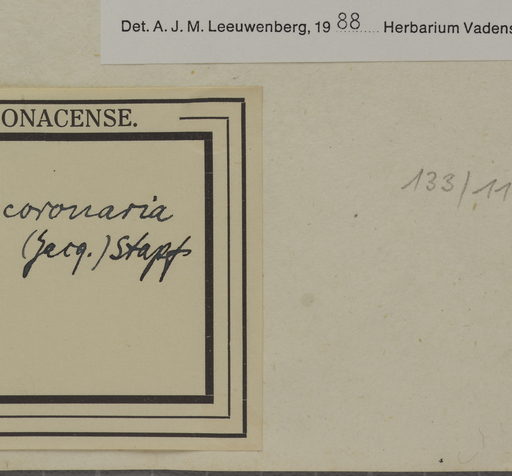 Det. A. J. M. Leeuwenberg, 19 88 Herbarium Vadens
ONACENSE.
coronaria
(Jacq.) Stapf
133/11